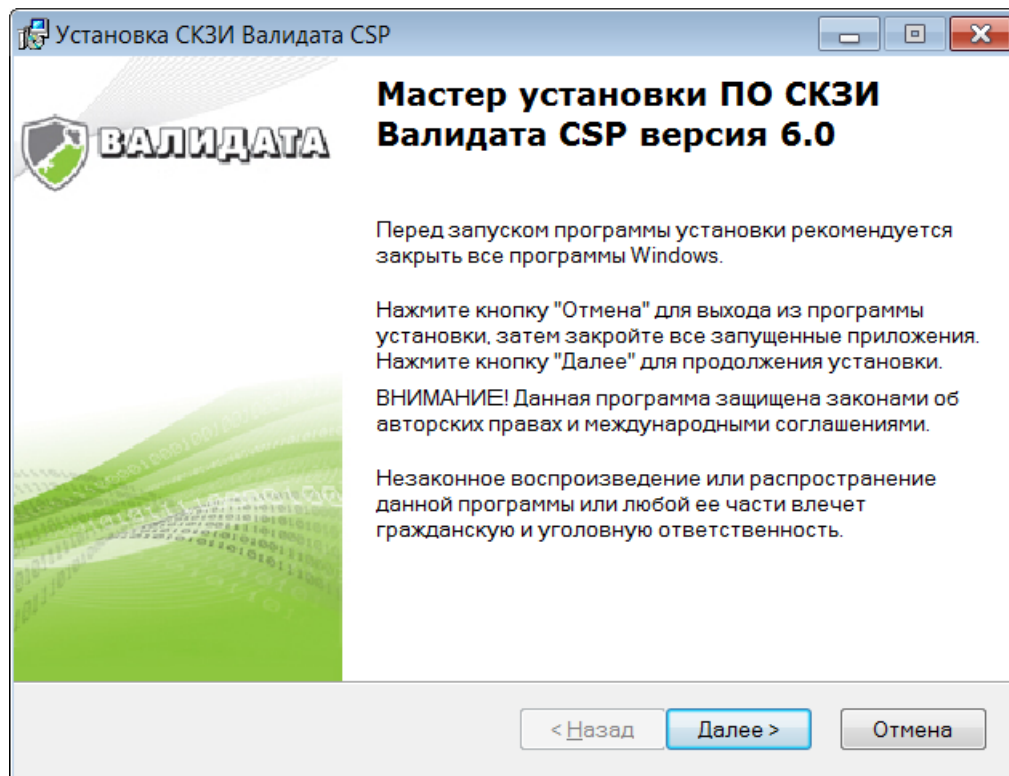 Установка СКЗИ Валидата CSP
ВАЛИДАТА
Мастер установки ПО СКЗИ
Валидата CSP версия 6.0
Перед запуском программы установки рекомендуется
закрыть все программы Windows.
Нажмите кнопку "Отмена" для выхода из программы
установки, затем закройте все запущенные приложения.
Нажмите кнопку "Далее" для продолжения установки.
ВНИМАНИЕ! Данная программа защищена законами об
авторских правах и международными соглашениями.
Незаконное воспроизведение или распространение
данной программы или любой ее части влечет
гражданскую и уголовную ответственность.
< Назад
Далее >
Отмена